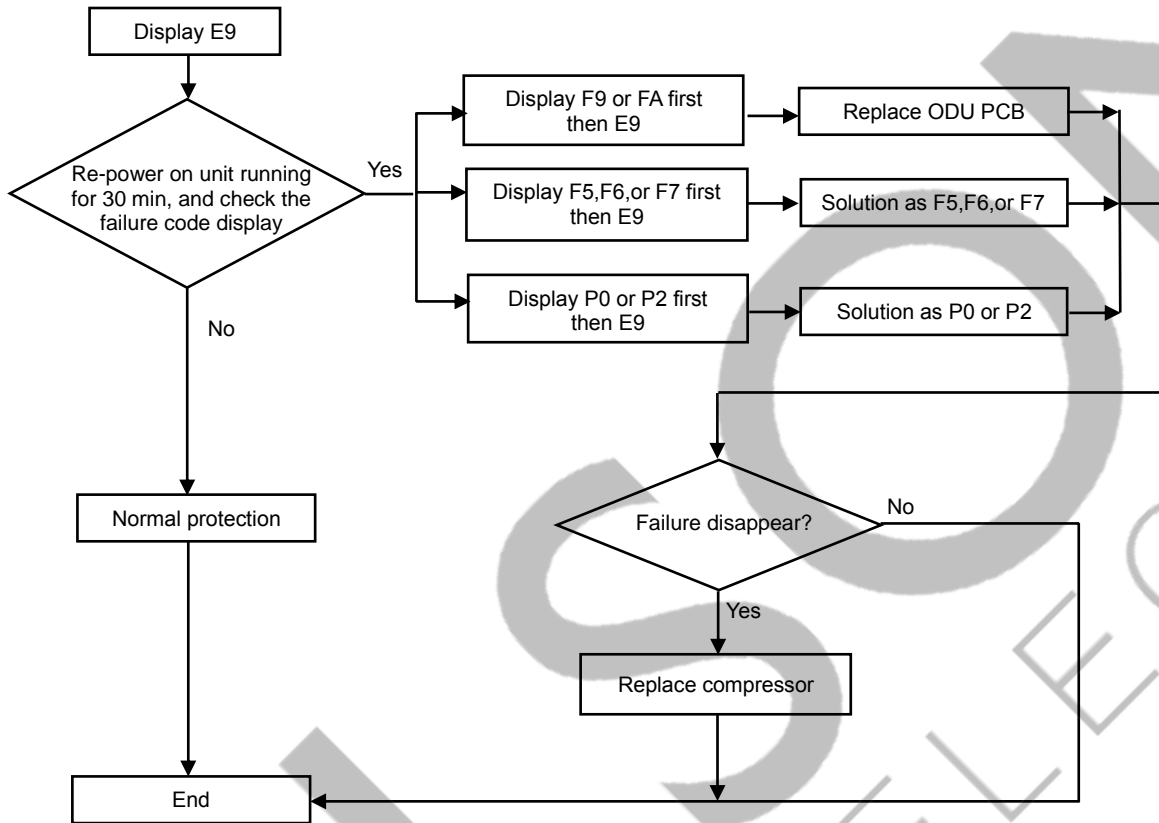 Display E9
Re-power on unit running
for 30 min, and check the
failure code display
Yes
Display F9 or FA first
then E9
Replace ODU PCB
Display F5,F6,or F7 first
then E9
Solution as F5,F6,or F7
Display P0 or P2 first
then E9
Solution as P0 or P2
No
Normal protection
Failure disappear?
No
Yes
Replace compressor
End